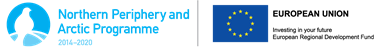 Northern Periphery and
Arctic Programme
2014–2020
EUROPEAN UNION
Investing in your future
European Regional Development Fund